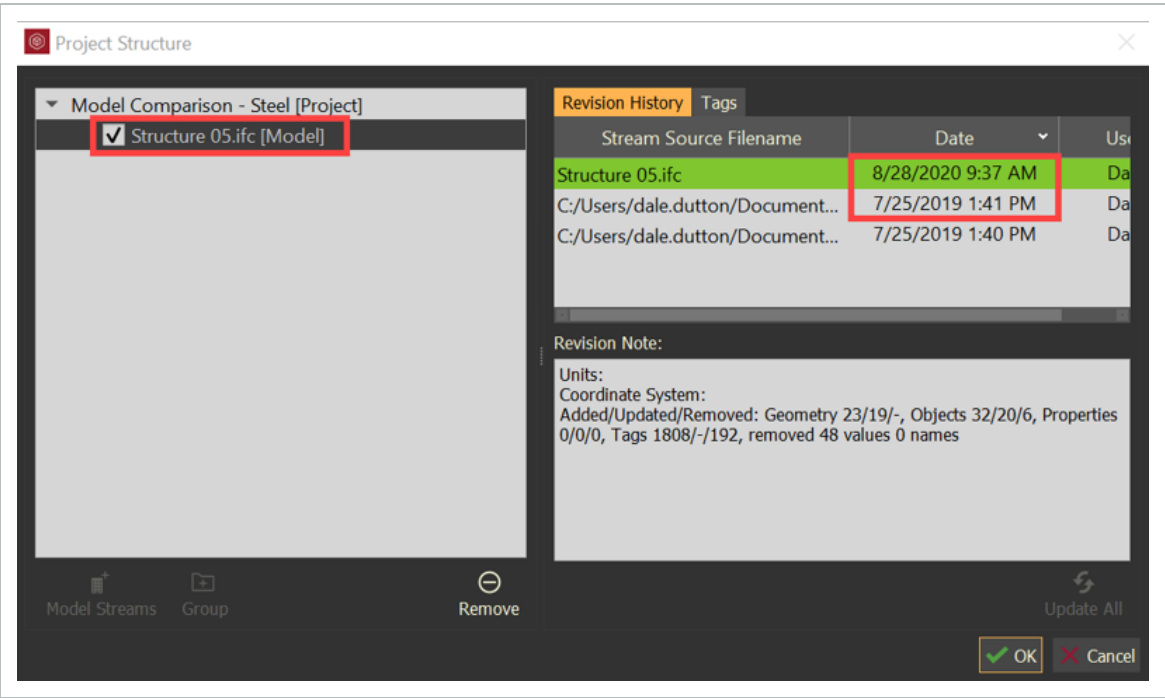 Project Structure
Model Comparison - Steel [Project]
Structure 05.ifc [Model]
Revision History Tags
Stream Source Filename Date Use
Structure 05.ifc 8/28/2020 9:37 AM Da
C:/Users/dale.dutton/Document... 7/25/2019 1:41 PM Da
C:/Users/dale.dutton/Document... 7/25/2019 1:40 PM Da
Revision Note:
Units:
Coordinate System:
Added/Updated/Removed: Geometry 23/19/-, Objects 32/20/6, Properties
0/0/0, Tags 1808/-/192, removed 48 values 0 names
Model Streams Group Remove
Update All
OK Cancel